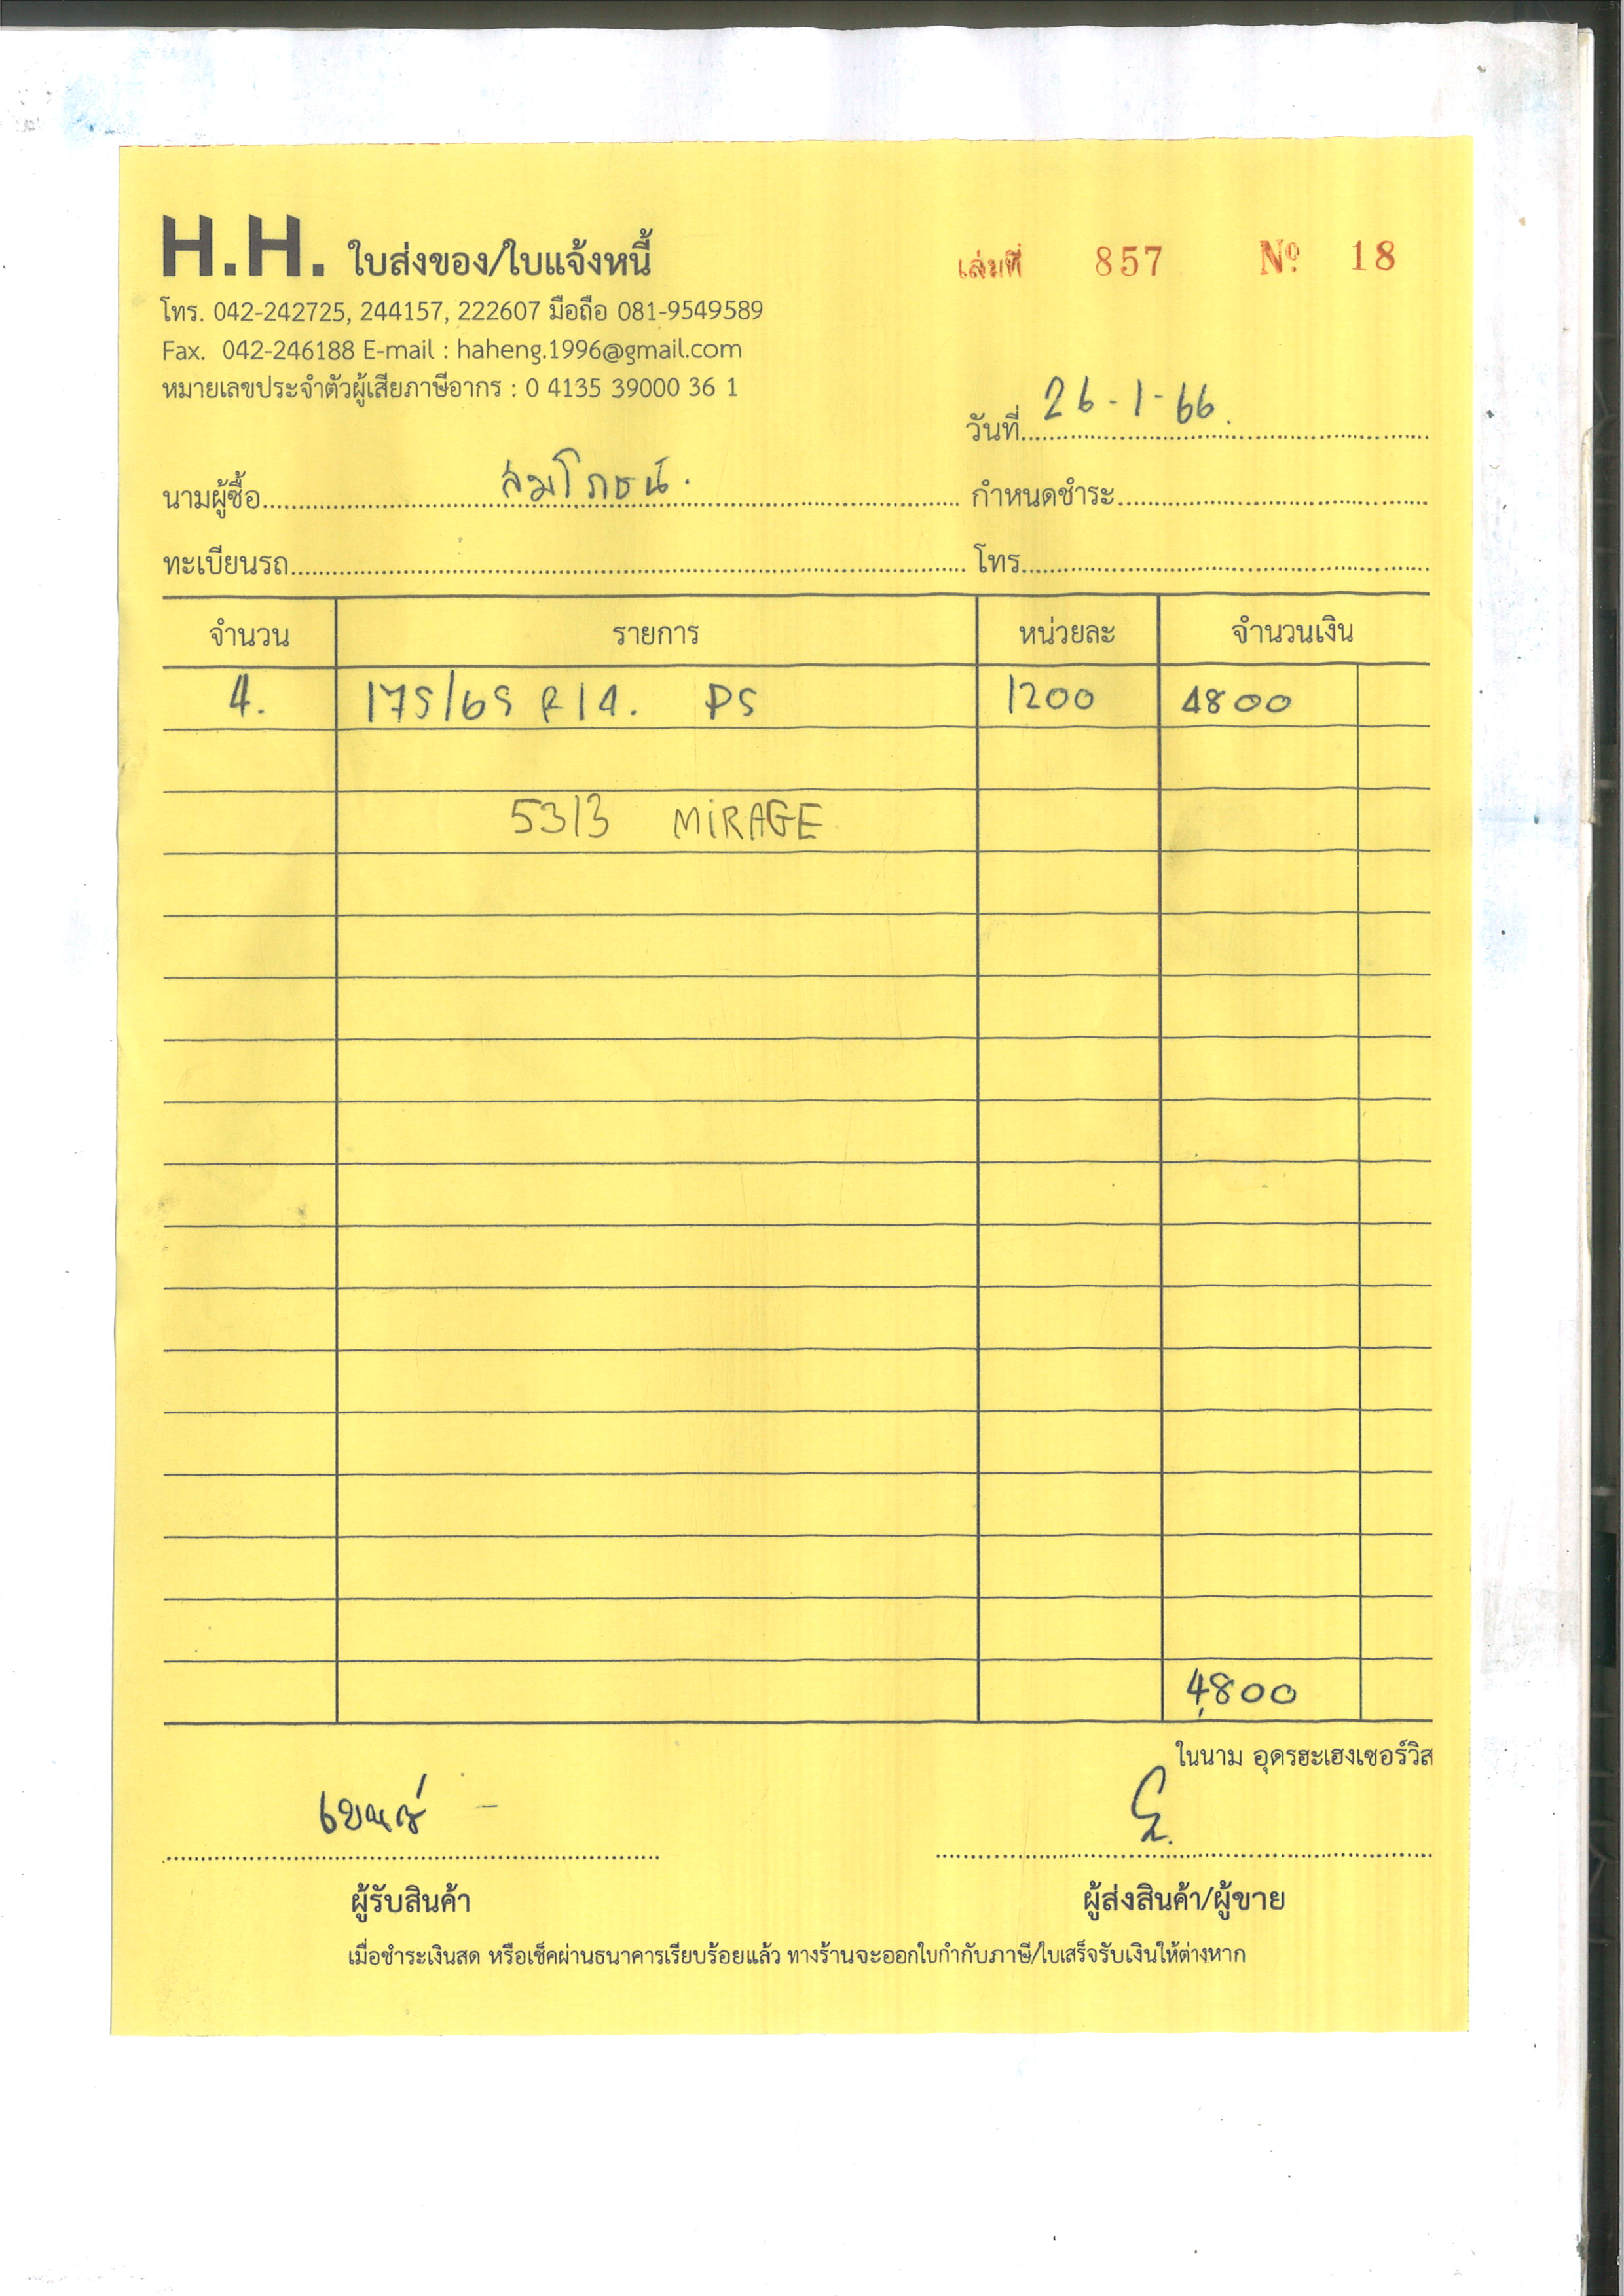 H.H. ใบส่งของ/ใบแจ้งหนี้
เล่มที่ 857 Nº 18
โทร. 042-242725, 244157, 222607 มือถือ 081-9549589
Fax. 042-246188 E-mail : haheng.1996@gmail.com
หมายเลขประจำตัวผู้เสียภาษีอากร : 0 4135 39000 36 1
วันที่ 26-1-66.
นามผู้ซื้อ สมโภชน์. กำหนดชำระ
ทะเบียนรถ โทร.
จำนวน รายการ หน่วยละ จำนวนเงิน
4. 175/65 R14. DS 1200 4800
5313 MiRAGE
4800
ในนาม อุดรฮะเฮงเซอร์วิส
ผู้รับสินค้า ผู้ส่งสินค้า/ผู้ขาย
เมื่อชำระเงินสด หรือเช็คผ่านธนาคารเรียบร้อยแล้ว ทางร้านจะออกใบกำกับภาษี/ใบเสร็จรับเงินให้ต่างหาก